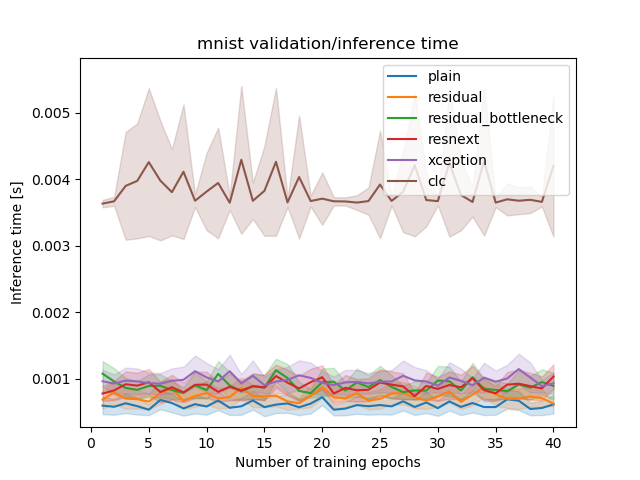 mnist validation/inference time
plain
residual
residual_bottleneck
resnext
xception
clc
Inference time [s]
0.005
0.004
0.003
0.002
0.001
0 5 10 15 20 25 30 35 40
Number of training epochs